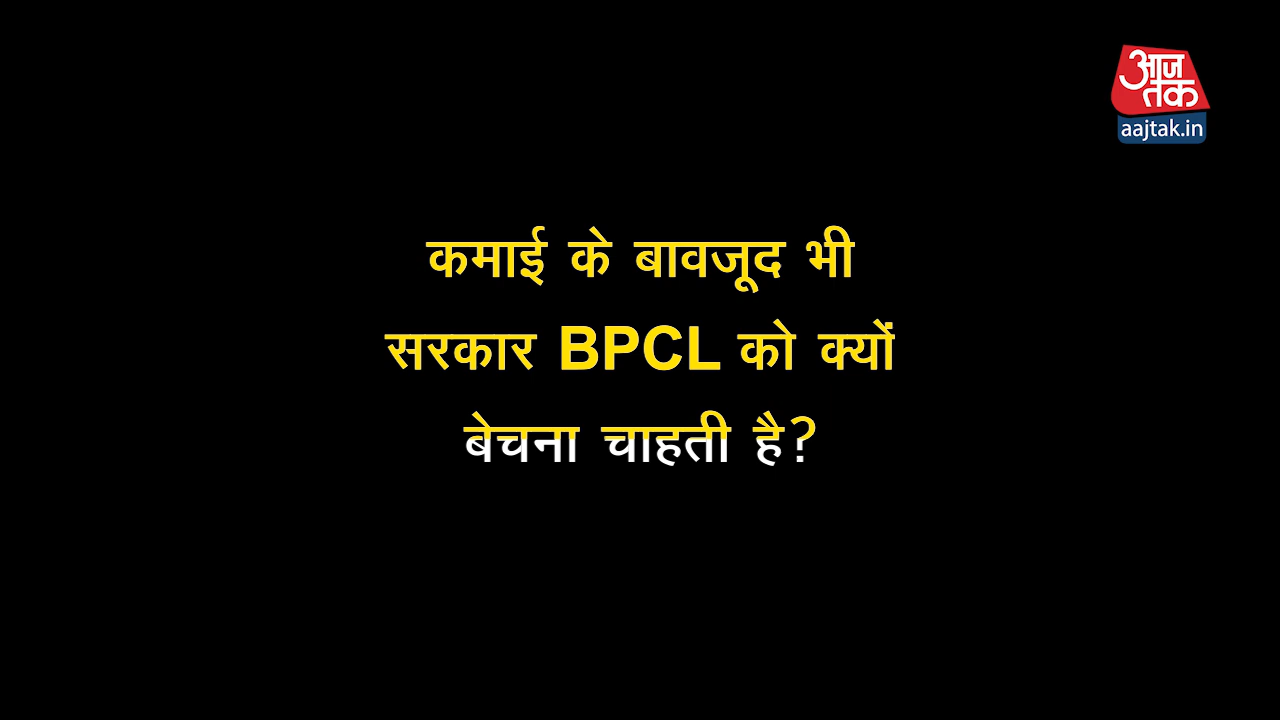 आज
तक
aajtak.in
कमाई के बावजूद भी
सरकार BPCL को क्यों
बेचना चाहती है?